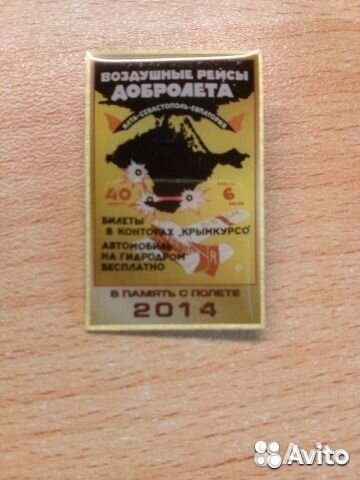 ВОЗДУШНЫЕ РЕЙСЫ
ДОБРОЛЕТА
ЯЛТА-СЕВАСТОПОЛЬ-ЕВПАТОРИЯ
40 6
БИЛЕТЫ
В КОНТОРАХ „КРЫМКУРСО"
АВТОМОБИЛЬ
НА ГИДРОДРОМ
БЕСПЛАТНО
R
В ПАМЯТЬ О ПОЛЕТЕ
2014
Avito